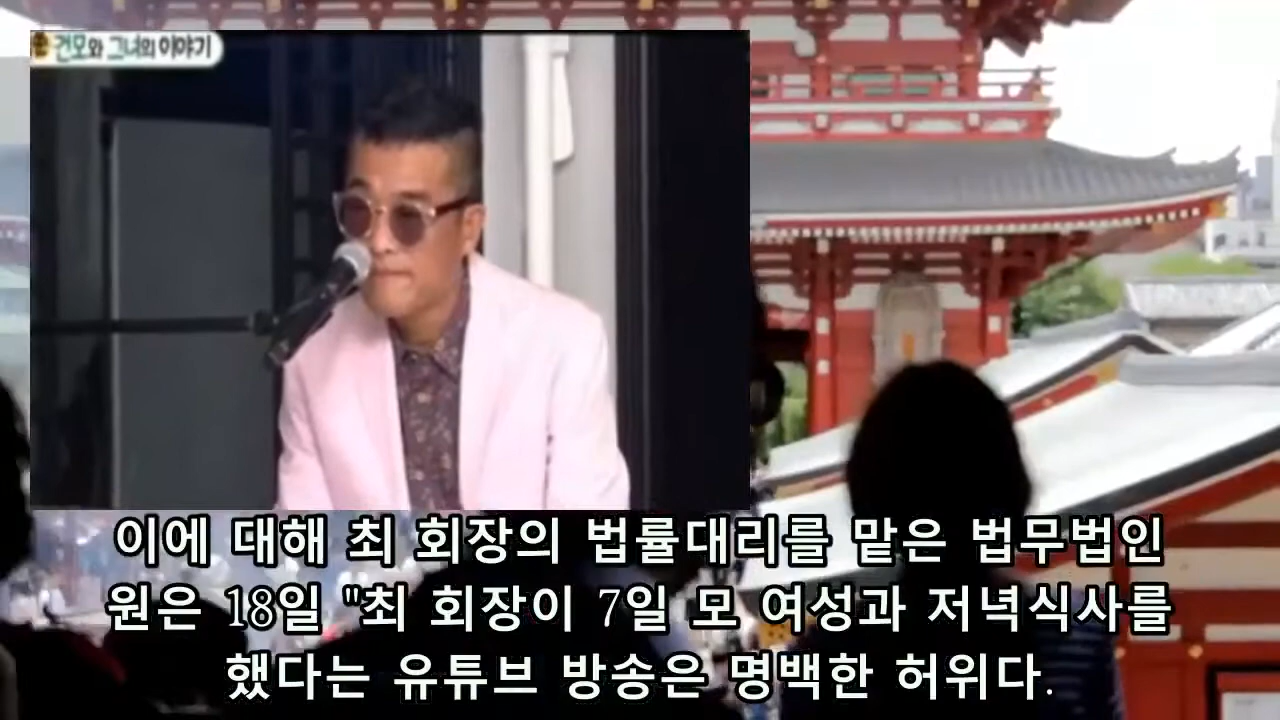 건모와 그녀의 이야기
이에 대해 최 회장의 법률대리를 맡은 법무법인
원은 18일 "최 회장이 7일 모 여성과 저녁식사를
했다는 유튜브 방송은 명백한 허위다.